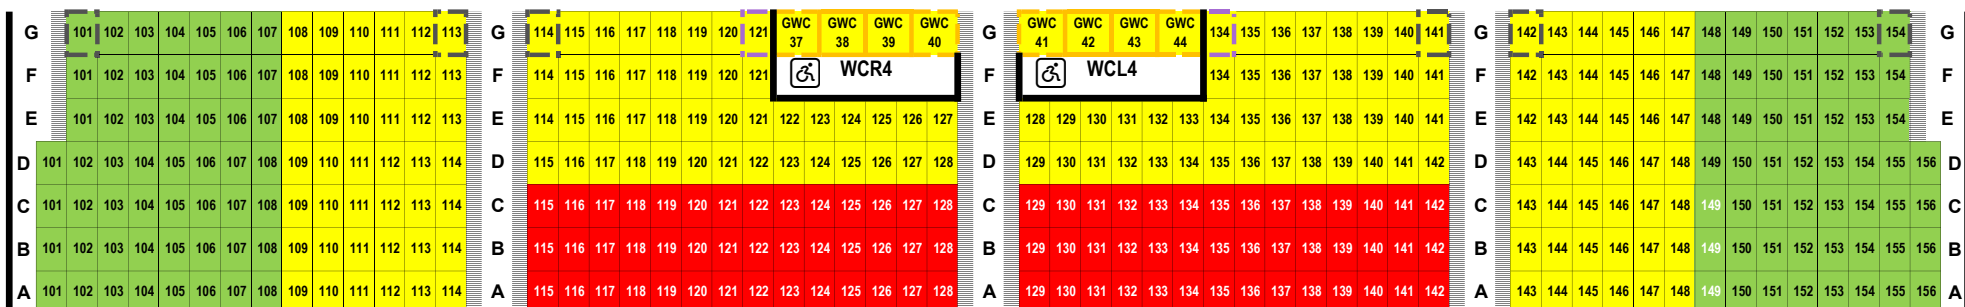 G 101 102 103 104 105 106 107 108 109 110 111 112 113 G 114 115 116 117 118 119 120 121 GWC 37 GWC 38 GWC 39 GWC 40 G GWC 41 GWC 42 GWC 43 GWC 44 134 135 136 137 138 139 140 141 G 142 143 144 145 146 147 148 149 150 151 152 153 154 G
F 101 102 103 104 105 106 107 108 109 110 111 112 113 F 114 115 116 117 118 119 120 121 WCR4 F WCL4 134 135 136 137 138 139 140 141 F 142 143 144 145 146 147 148 149 150 151 152 153 154 F
E 101 102 103 104 105 106 107 108 109 110 111 112 113 E 114 115 116 117 118 119 120 121 122 123 124 125 126 127 E 128 129 130 131 132 133 134 135 136 137 138 139 140 141 E 142 143 144 145 146 147 148 149 150 151 152 153 154 E
D 101 102 103 104 105 106 107 108 109 110 111 112 113 114 D 115 116 117 118 119 120 121 122 123 124 125 126 127 128 D 129 130 131 132 133 134 135 136 137 138 139 140 141 142 D 143 144 145 146 147 148 149 150 151 152 153 154 155 156 D
C 101 102 103 104 105 106 107 108 109 110 111 112 113 114 C 115 116 117 118 119 120 121 122 123 124 125 126 127 128 C 129 130 131 132 133 134 135 136 137 138 139 140 141 142 C 143 144 145 146 147 148 149 150 151 152 153 154 155 156 C
B 101 102 103 104 105 106 107 108 109 110 111 112 113 114 B 115 116 117 118 119 120 121 122 123 124 125 126 127 128 B 129 130 131 132 133 134 135 136 137 138 139 140 141 142 B 143 144 145 146 147 148 149 150 151 152 153 154 155 156 B
A 101 102 103 104 105 106 107 108 109 110 111 112 113 114 A 115 116 117 118 119 120 121 122 123 124 125 126 127 128 A 129 130 131 132 133 134 135 136 137 138 139 140 141 142 A 143 144 145 146 147 148 149 150 151 152 153 154 155 156 A